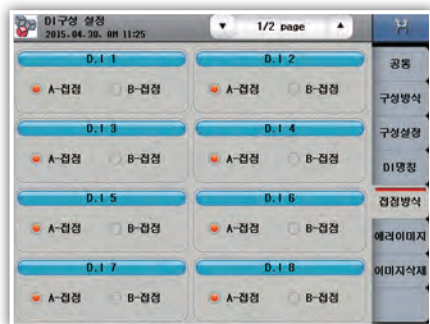 DI구성 설정
2015.04.30. AM 11:25
▼ 1/2 page ▲
D.I 1
A-접점 B-접점
D.I 2
A-접점 B-접점
D.I 3
A-접점 B-접점
D.I 4
A-접점 B-접점
D.I 5
A-접점 B-접점
D.I 6
A-접점 B-접점
D.I 7
A-접점 B-접점
D.I 8
A-접점 B-접점
공통
구성방식
구성설정
DI명칭
접점방식
에러이미지
이미지삭제